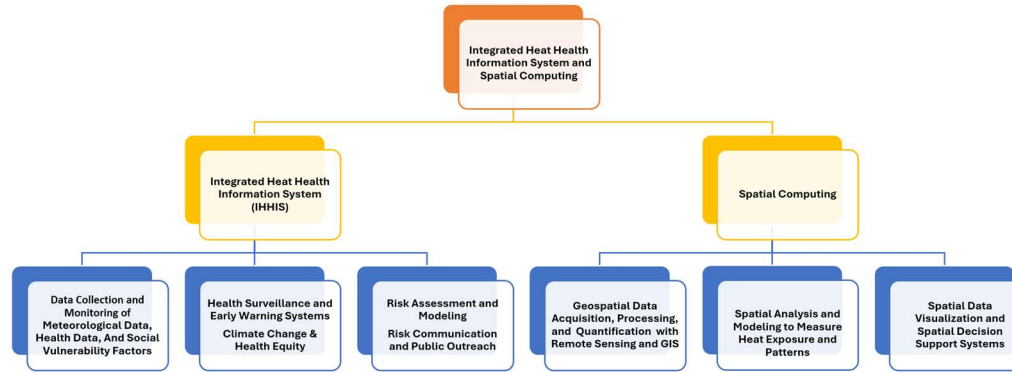 Integrated Heat Health
Information System and
Spatial Computing
Integrated Heat Health
Information System
(IHHIS)
Spatial Computing
Data Collection and
Monitoring of
Meteorological Data,
Health Data, And Social
Vulnerability Factors
Health Surveillance and
Early Warning Systems
Climate Change &
Health Equity
Risk Assessment and
Modeling
Risk Communication
and Public Outreach
Geospatial Data
Acquisition, Processing,
and Quantification with
Remote Sensing and GIS
Spatial Analysis and
Modeling to Measure
Heat Exposure and
Patterns
Spatial Data
Visualization and
Spatial Decision
Support Systems